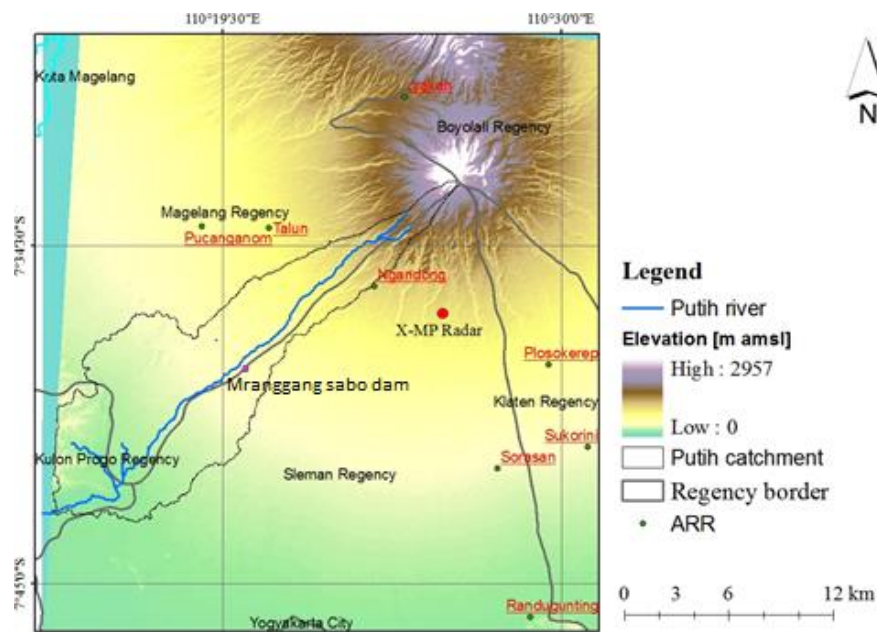 110°19'30"E
110°30'0"E
Kota Magelang
Boyolali Regency
N
Magelang Regency
Pucanganom
Talun
7°34'30"S
Ngandong
X-MP Radar
Plosokerep
Mranggang sabo dam
Klaten Regency
Sukorini
Kulon Progo Regency
Sorasan
Sleman Regency
7°45'0"S
Randugunting
Yogyakarta City
Legend
Putih river
Elevation [m amsl]
High : 2957
Low : 0
Putih catchment
Regency border
ARR
0 3 6 12 km